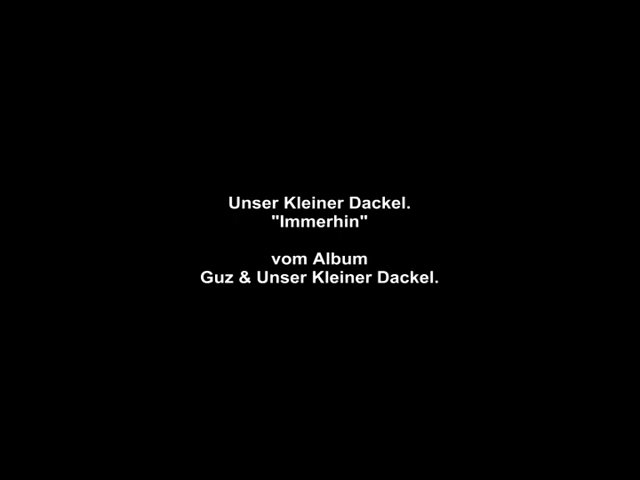 Unser Kleiner Dackel.
"Immerhin"
vom Album
Guz & Unser Kleiner Dackel.